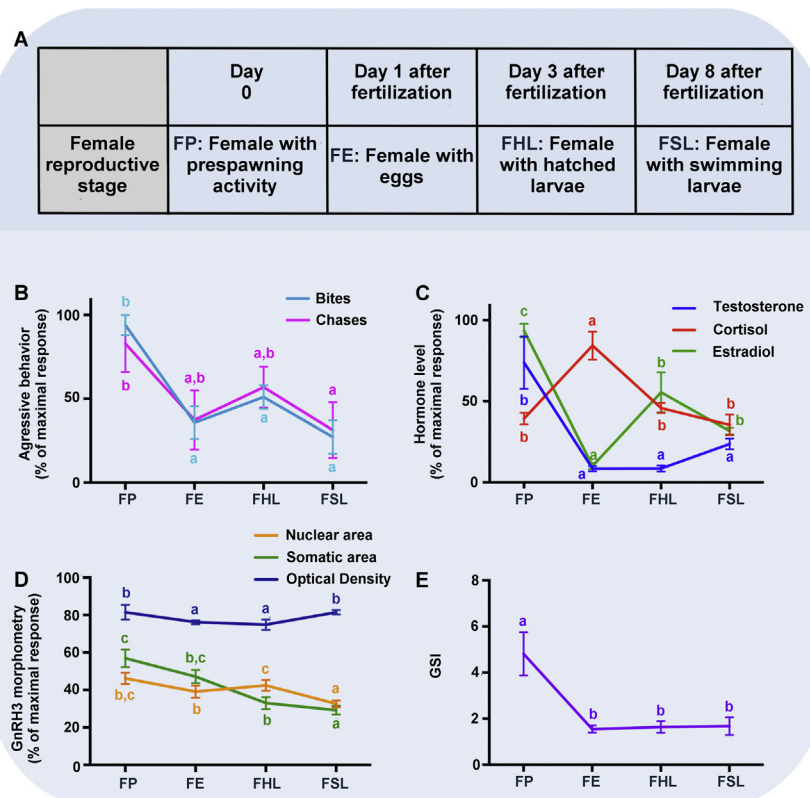 A
Day
0
Day 1 after
fertilization
Day 3 after
fertilization
Day 8 after
fertilization
Female
reproductive
stage
FP: Female with
prespawning
activity
FE: Female with
eggs
FHL: Female
with hatched
larvae
FSL: Female
with swimming
larvae
B
Bites
Chases
Agressive behavior
(% of maximal response)
100
50
0
b
b
a,b
a
a,b
a
a
a
FP
FE
FHL
FSL
C
Testosterone
Cortisol
Estradiol
Hormone level
(% of maximal response)
100
50
0
c
b
b
a
a
a
b
b
a
b
b
a
FP
FE
FHL
FSL
D
Nuclear area
Somatic area
Optical Density
GnRH3 morphometry
(% of maximal response)
100
80
60
40
20
0
b
c
b,c
a
b,c
b
a
c
b
b
a
a
FP
FE
FHL
FSL
E
GSI
8
6
4
2
0
a
b
b
b
FP
FE
FHL
FSL